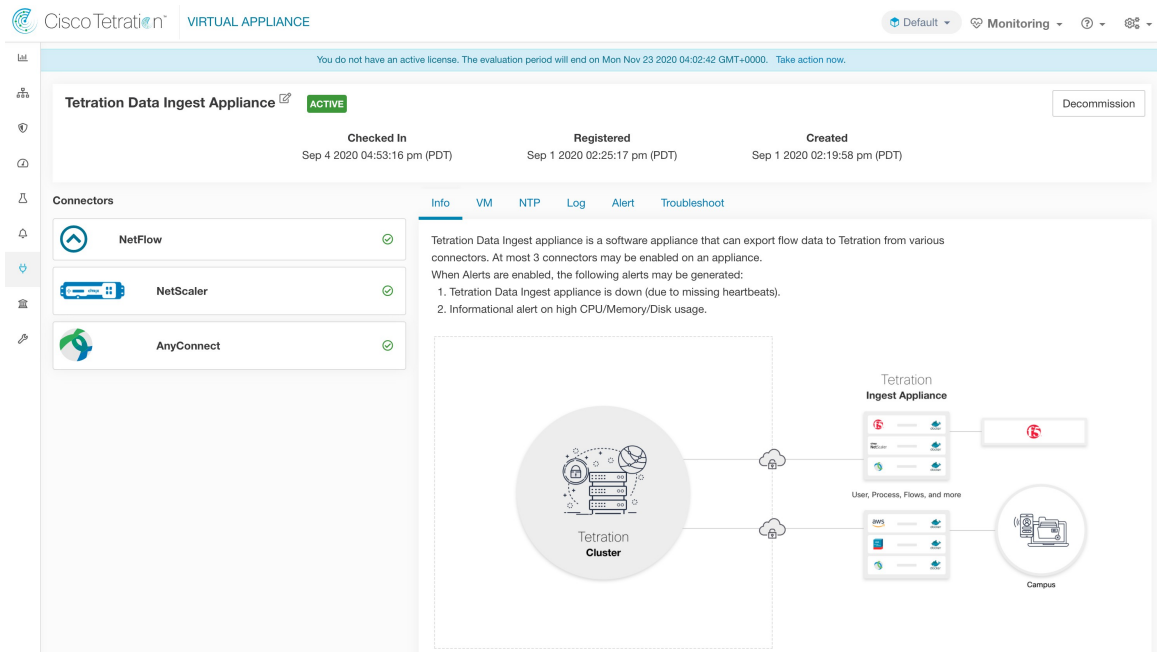 Cisco Tetration™ VIRTUAL APPLIANCE Default Monitoring
You do not have an active license. The evaluation period will end on Mon Nov 23 2020 04:02:42 GMT+0000. Take action now.
Tetration Data Ingest Appliance ACTIVE Decommission
Checked In Registered Created
Sep 4 2020 04:53:16 pm (PDT) Sep 1 2020 02:25:17 pm (PDT) Sep 1 2020 02:19:58 pm (PDT)
Connectors
NetFlow
NetScaler
AnyConnect
Info VM NTP Log Alert Troubleshoot
Tetration Data Ingest appliance is a software appliance that can export flow data to Tetration from various
connectors. At most 3 connectors may be enabled on an appliance.
When Alerts are enabled, the following alerts may be generated:
1. Tetration Data Ingest appliance is down (due to missing heartbeats).
2. Informational alert on high CPU/Memory/Disk usage.
Tetration
Ingest Appliance
f5
f5
NetScaler
User, Process, Flows, and more
aws
Tetration
Cluster
Campus